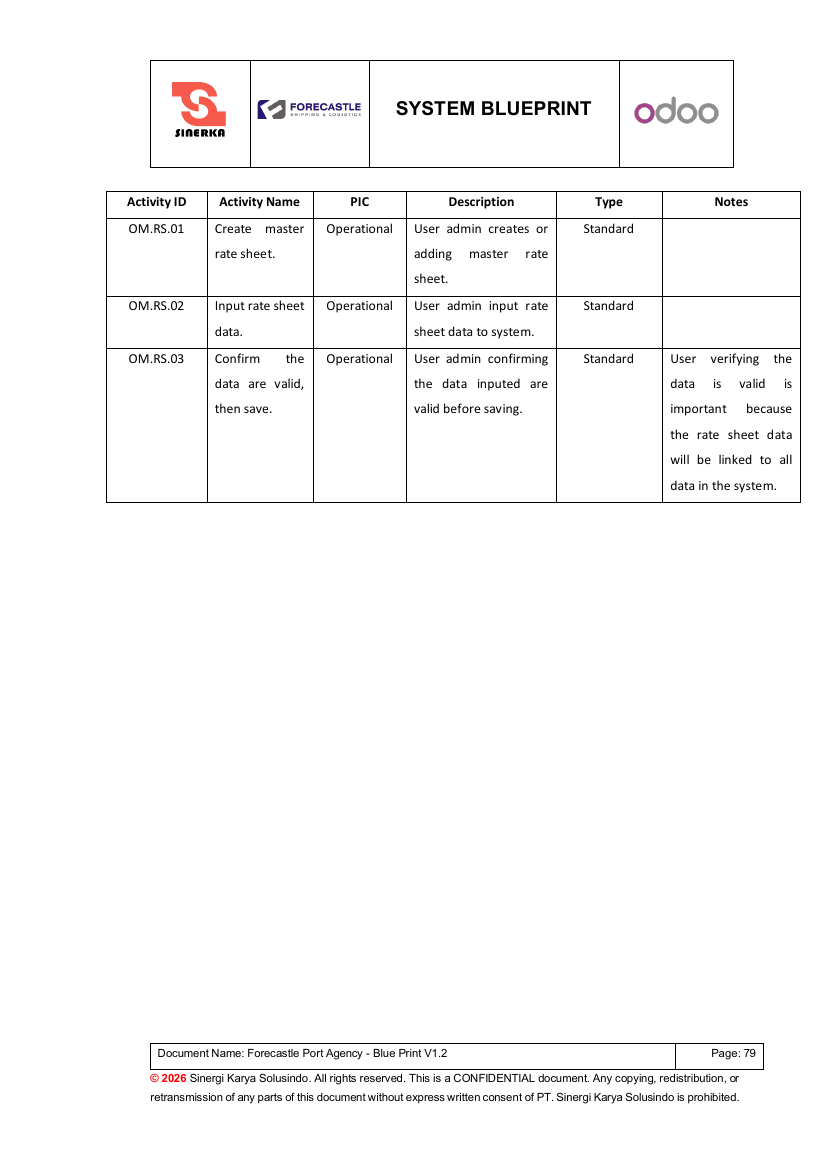 SINERKA
FORECASTLE
SHIPPING & LOGISTICS
SYSTEM BLUEPRINT
odoo
Activity ID Activity Name PIC Description Type Notes
OM.RS.01 Create master Operational User admin creates or Standard
rate sheet. adding master rate
sheet.
OM.RS.02 Input rate sheet Operational User admin input rate Standard
data. sheet data to system.
OM.RS.03 Confirm the Operational User admin confirming Standard User verifying the
data are valid, the data inputed are data is valid is
then save. valid before saving. important because
the rate sheet data
will be linked to all
data in the system.
Document Name: Forecastle Port Agency - Blue Print V1.2 Page: 79
© 2026 Sinergi Karya Solusindo. All rights reserved. This is a CONFIDENTIAL document. Any copying, redistribution, or
retransmission of any parts of this document without express written consent of PT. Sinergi Karya Solusindo is prohibited.